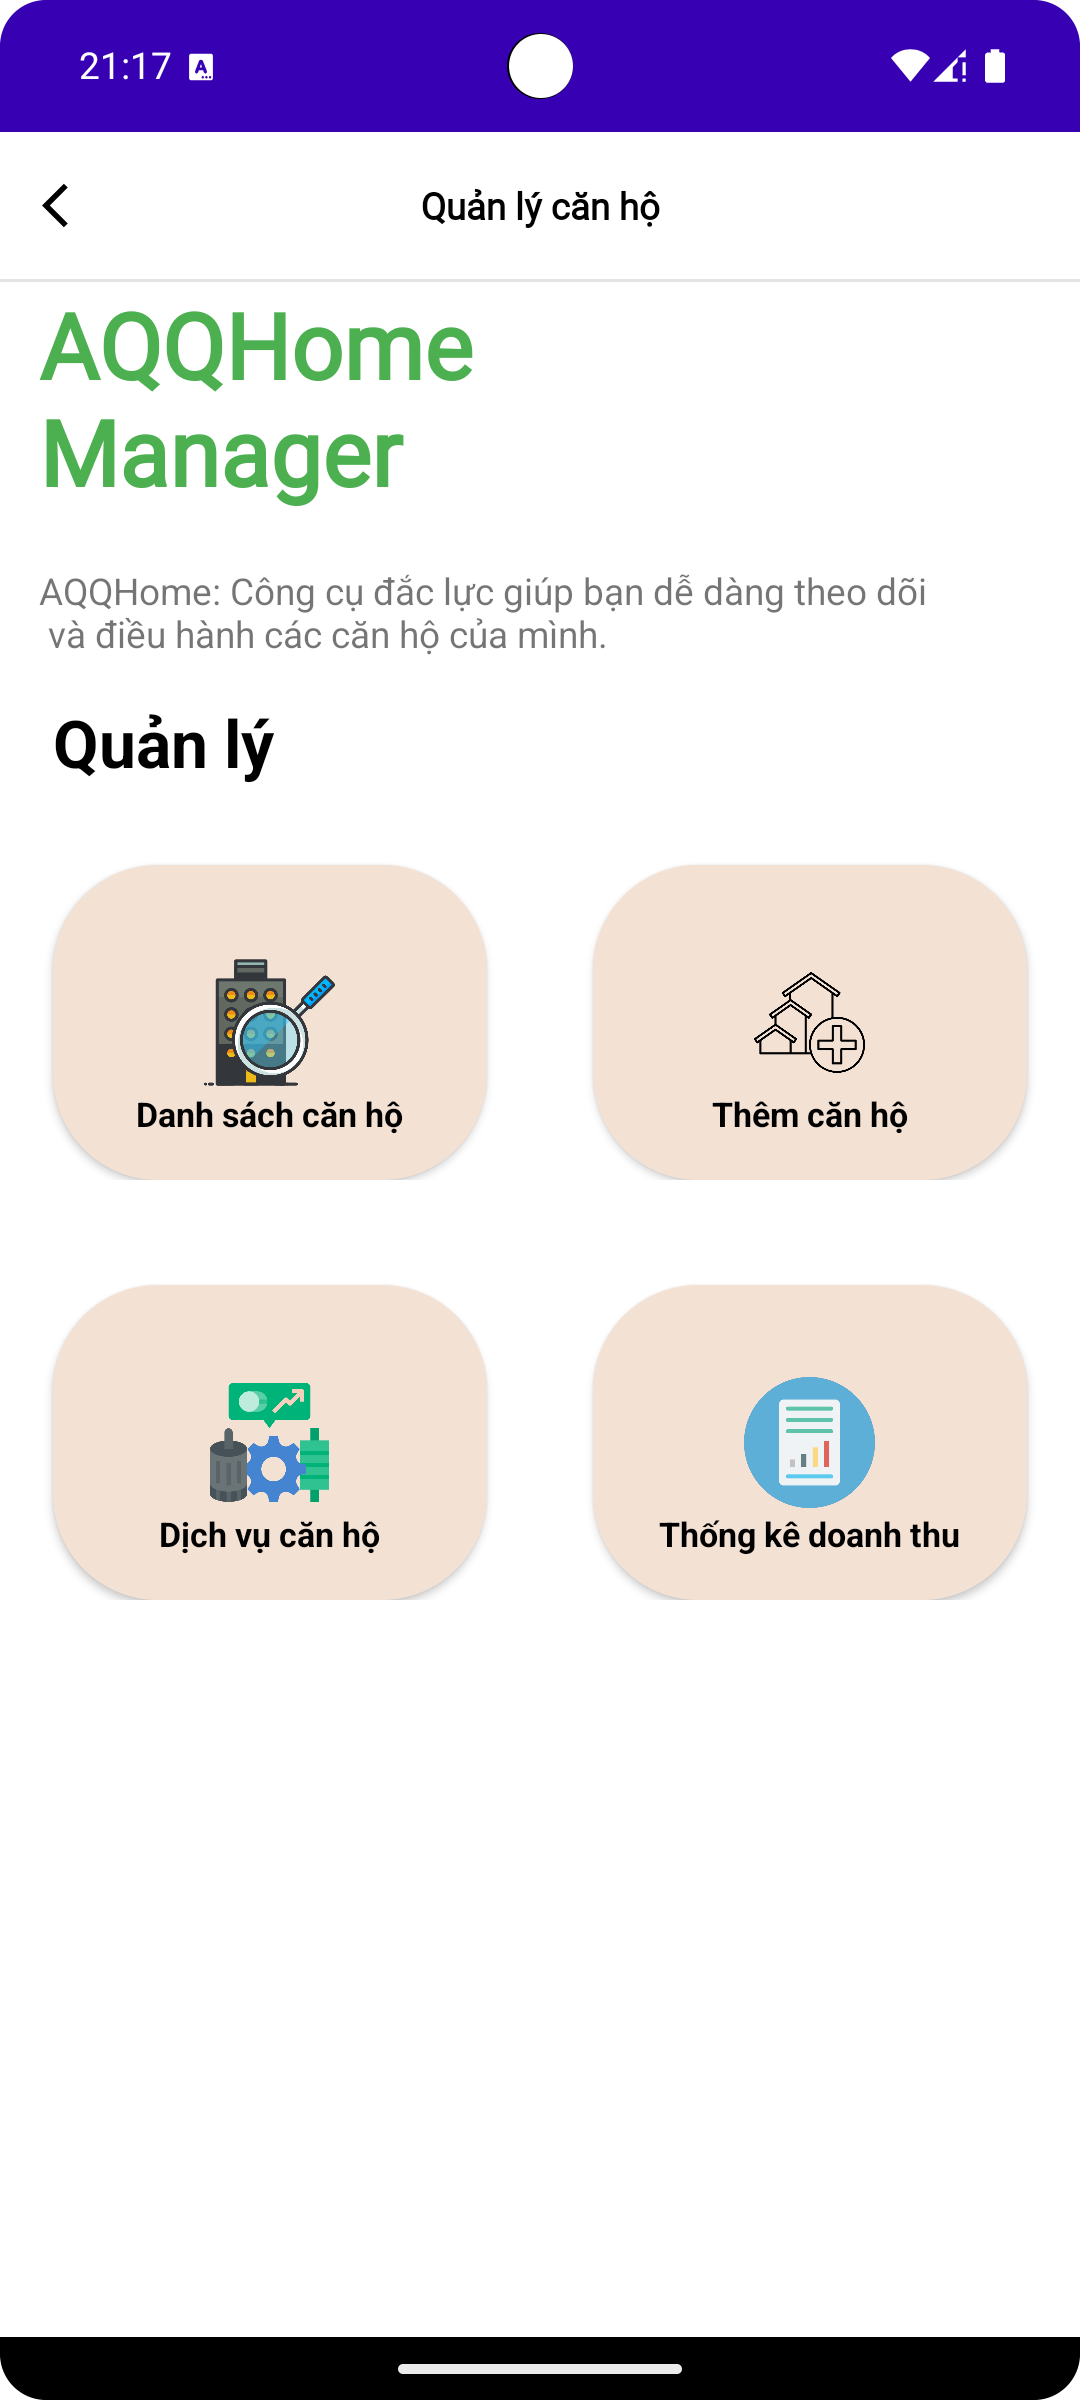 21:17
Quản lý căn hộ
AQQHome
Manager
AQQHome: Công cụ đắc lực giúp bạn dễ dàng theo dõi
và điều hành các căn hộ của mình.
Quản lý
Danh sách căn hộ
Thêm căn hộ
Dịch vụ căn hộ
Thống kê doanh thu